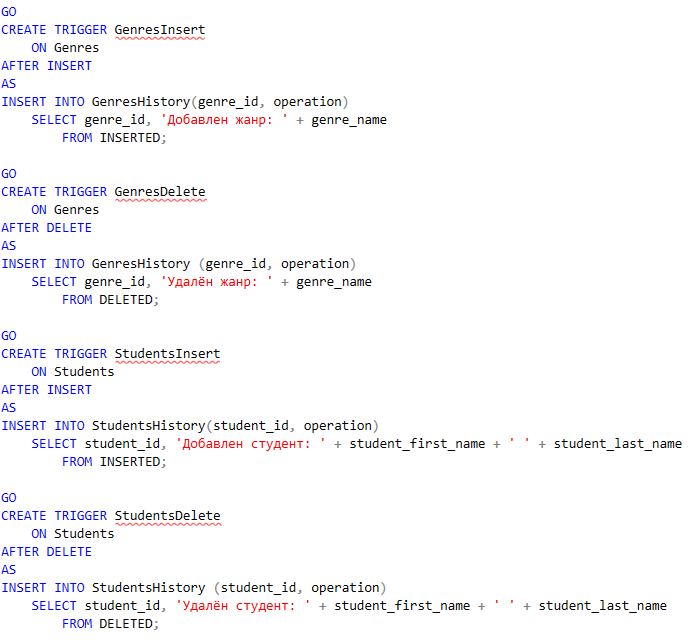 GO
CREATE TRIGGER GenresInsert
    ON Genres
AFTER INSERT
AS
INSERT INTO GenresHistory(genre_id, operation)
    SELECT genre_id, 'Добавлен жанр: ' + genre_name
        FROM INSERTED;

GO
CREATE TRIGGER GenresDelete
    ON Genres
AFTER DELETE
AS
INSERT INTO GenresHistory (genre_id, operation)
    SELECT genre_id, 'Удалён жанр: ' + genre_name
        FROM DELETED;

GO
CREATE TRIGGER StudentsInsert
    ON Students
AFTER INSERT
AS
INSERT INTO StudentsHistory(student_id, operation)
    SELECT student_id, 'Добавлен студент: ' + student_first_name + ' ' + student_last_name
        FROM INSERTED;

GO
CREATE TRIGGER StudentsDelete
    ON Students
AFTER DELETE
AS
INSERT INTO StudentsHistory (student_id, operation)
    SELECT student_id, 'Удалён студент: ' + student_first_name + ' ' + student_last_name
        FROM DELETED;